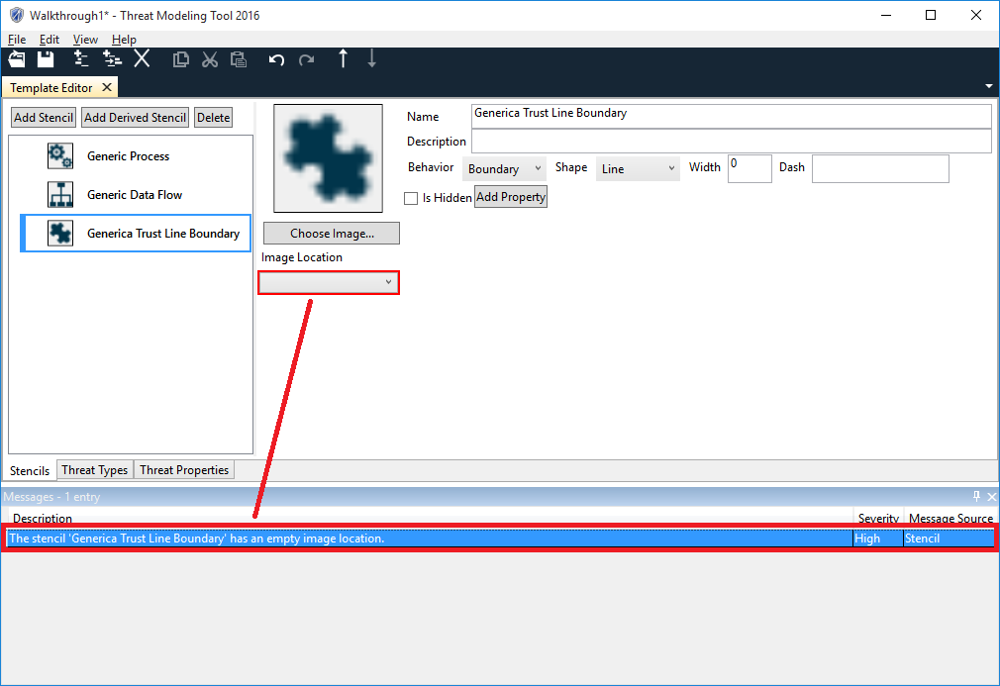 Walkthrough1* - Threat Modeling Tool 2016
File Edit View Help
Template Editor
Add Stencil Add Derived Stencil Delete
Generic Process
Generic Data Flow
Generica Trust Line Boundary
Choose Image...
Image Location
Name Generica Trust Line Boundary
Description
Behavior Boundary Shape Line Width 0 Dash
Is Hidden Add Property
Stencils Threat Types Threat Properties
Messages - 1 entry
Description Severity Message Source
The stencil 'Generica Trust Line Boundary' has an empty image location. High Stencil